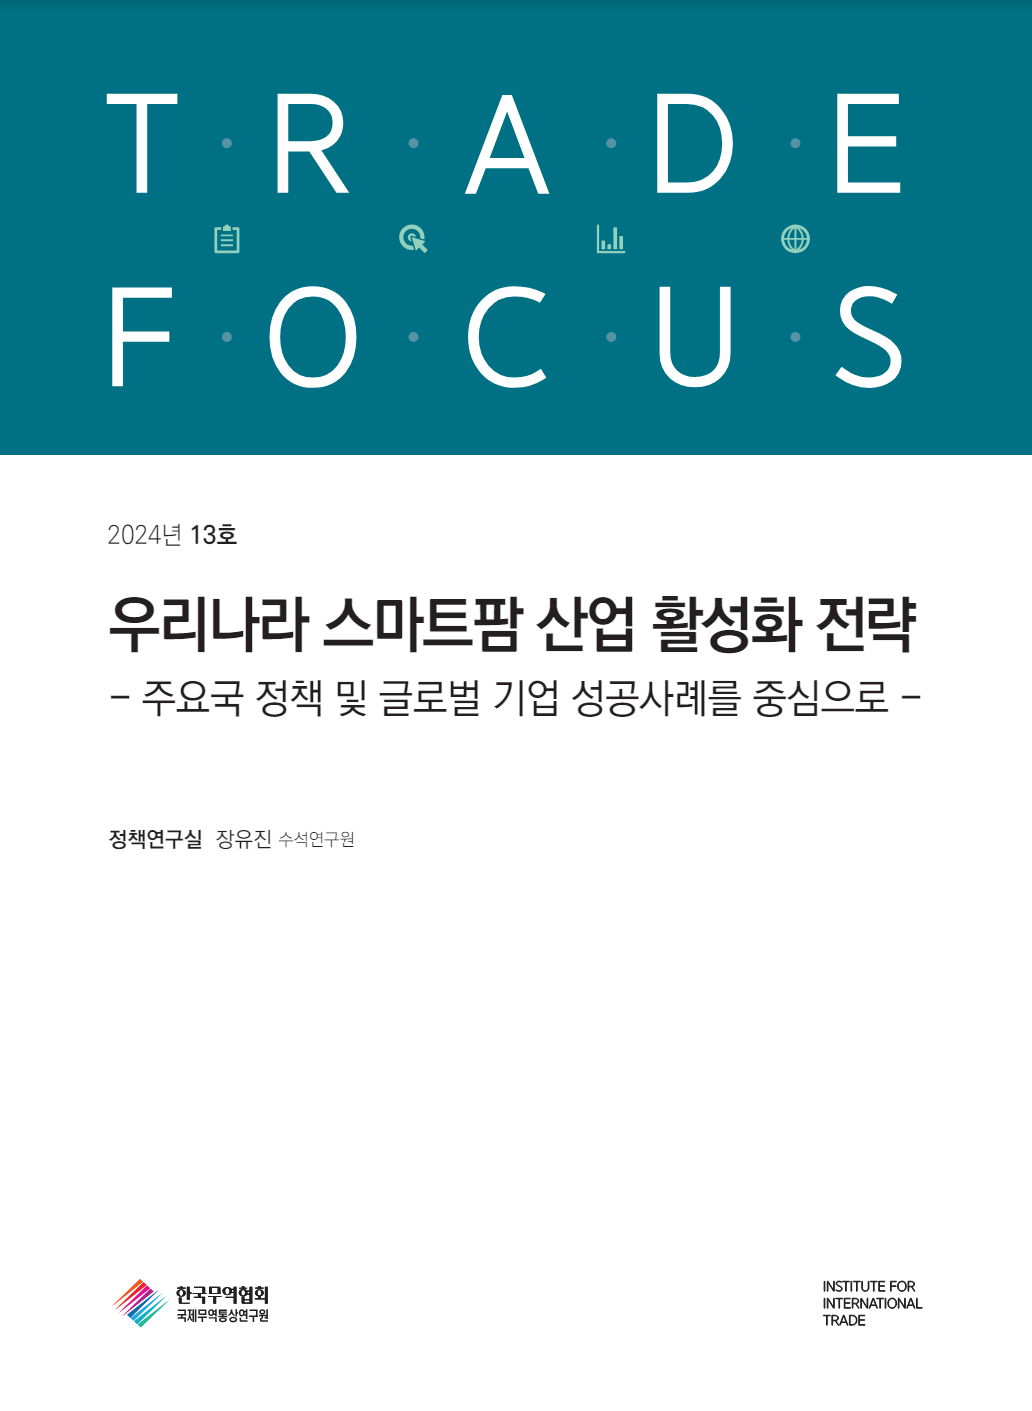 T·R·A·D·E
F·O·C·U·S
2024년 13호
우리나라 스마트팜 산업 활성화 전략
- 주요국 정책 및 글로벌 기업 성공사례를 중심으로 -
정책연구실 장유진 수석연구원
한국무역협회
국제무역통상연구원
INSTITUTE FOR
INTERNATIONAL
TRADE